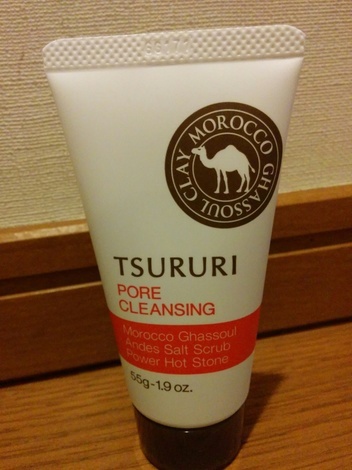 MOROCCO GHASSOUL CLAY
TSURURI
PORE
CLEANSING
Morocco Ghassoul
Andes Salt Scrub
Power Hot Stone
55g-1.9 oz.